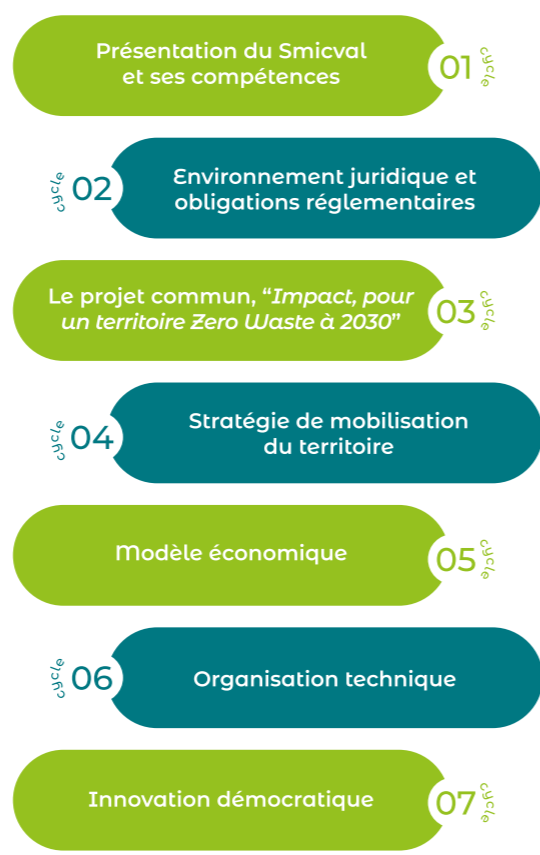 Présentation du Smicval
et ses compétences
01 cycle
cycle 02
Environnement juridique et
obligations réglementaires
Le projet commun, “Impact, pour
un territoire Zero Waste à 2030”
03 cycle
cycle 04
Stratégie de mobilisation
du territoire
Modèle économique
05 cycle
cycle 06
Organisation technique
Innovation démocratique
07 cycle